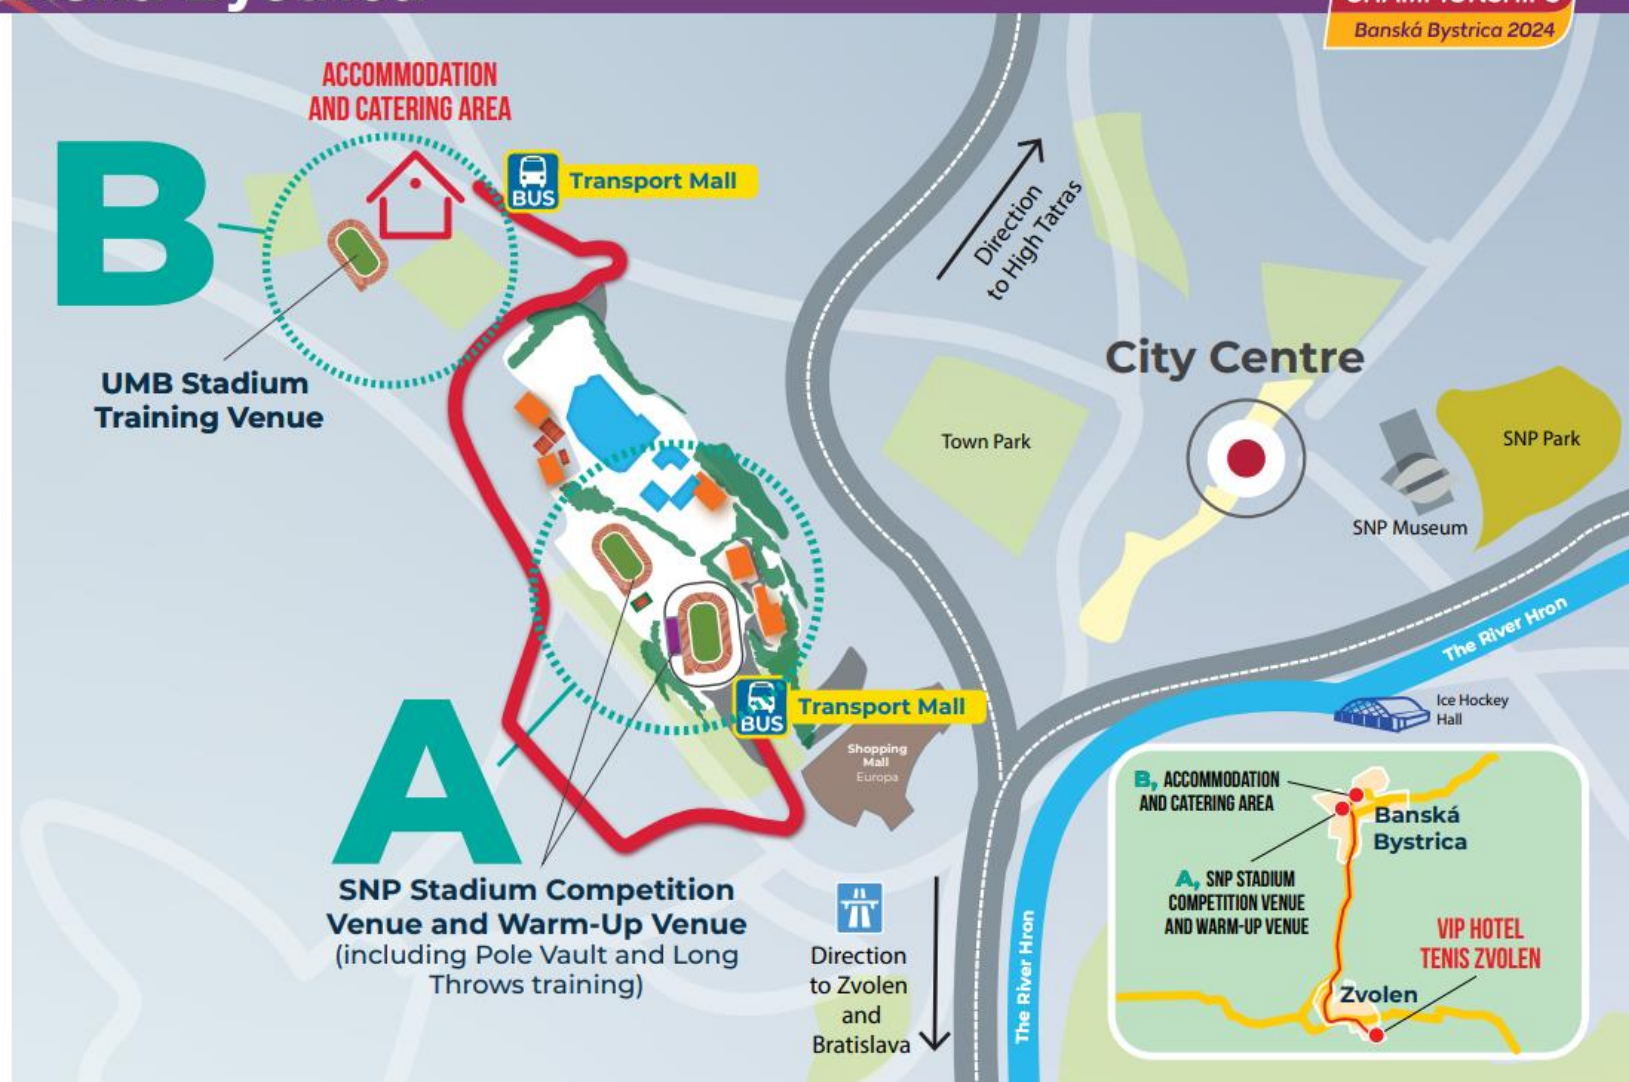 Banská Bystrica 2024
ACCOMMODATION
AND CATERING AREA
B
BUS
Transport Mall
UMB Stadium
Training Venue
Direction
to High Tatras
City Centre
Town Park
SNP Park
SNP Museum
The River Hron
Ice Hockey
Hall
BUS
Transport Mall
Shopping
Mall
Europa
A
SNP Stadium Competition
Venue and Warm-Up Venue
(including Pole Vault and Long
Throws training)
Direction
to Zvolen
and
Bratislava
The River Hron
B, ACCOMMODATION
AND CATERING AREA
Banská
Bystrica
A, SNP STADIUM
COMPETITION VENUE
AND WARM-UP VENUE
VIP HOTEL
TENIS ZVOLEN
Zvolen